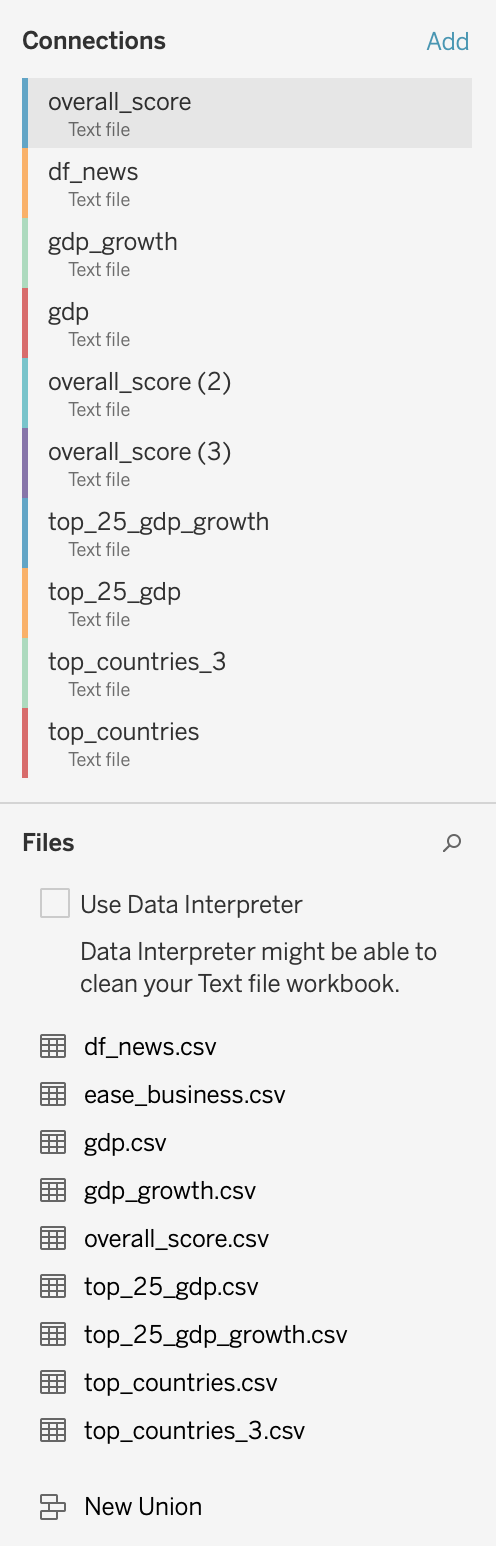 Connections
Add
overall_score
Text file
df_news
Text file
gdp_growth
Text file
gdp
Text file
overall_score (2)
Text file
overall_score (3)
Text file
top_25_gdp_growth
Text file
top_25_gdp
Text file
top_countries_3
Text file
top_countries
Text file
Files
Use Data Interpreter
Data Interpreter might be able to
clean your Text file workbook.
df_news.csv
ease_business.csv
gdp.csv
gdp_growth.csv
overall_score.csv
top_25_gdp.csv
top_25_gdp_growth.csv
top_countries.csv
top_countries_3.csv
New Union